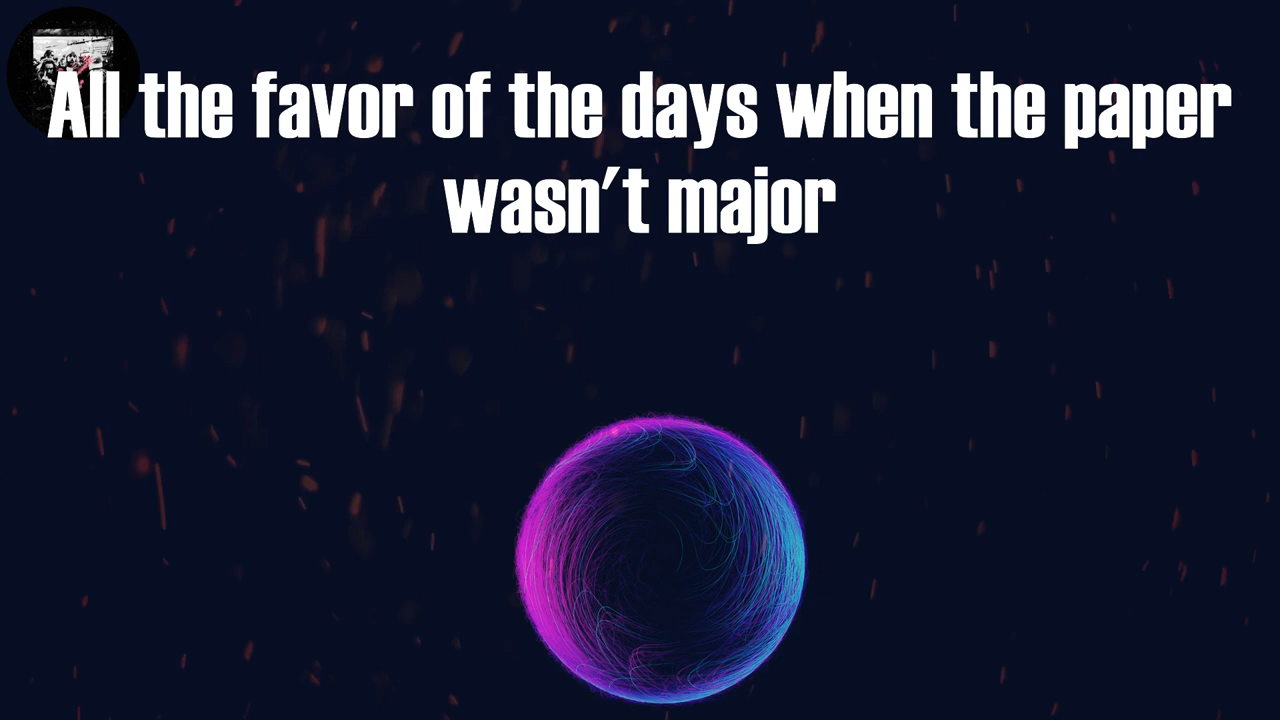 All the favor of the days when the paper
wasn't major